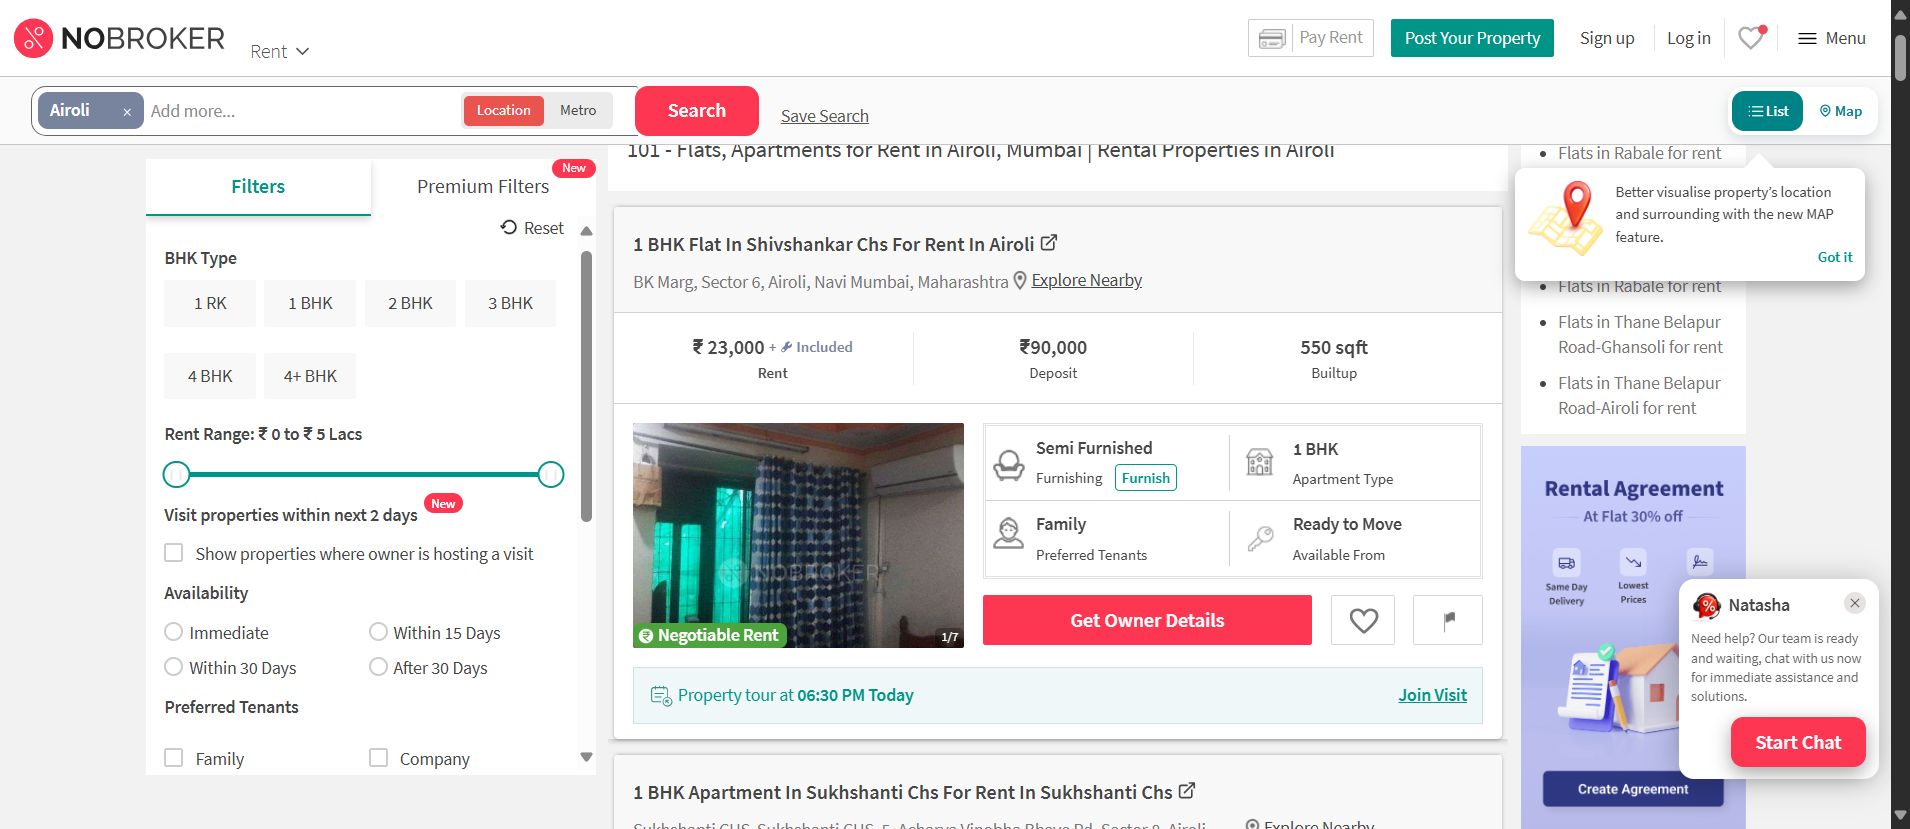 NOBROKER
Rent
Pay Rent
Post Your Property
Sign up
Log in
Menu
Airoli ×
Add more...
Location
Metro
Search
Save Search
List
Map
Filters
Premium Filters
New
Reset
BHK Type
1 RK
1 BHK
2 BHK
3 BHK
4 BHK
4+ BHK
Rent Range: ₹ 0 to ₹ 5 Lacs
Visit properties within next 2 days
New
Show properties where owner is hosting a visit
Availability
Immediate
Within 15 Days
Within 30 Days
After 30 Days
Preferred Tenants
Family
Company
101 - Flats, Apartments for Rent in Airoli, Mumbai | Rental Properties in Airoli
1 BHK Flat In Shivshankar Chs For Rent In Airoli
BK Marg, Sector 6, Airoli, Navi Mumbai, Maharashtra
Explore Nearby
₹ 23,000 + Included
Rent
₹90,000
Deposit
550 sqft
Builtup
NOBROKER
Negotiable Rent
1/7
Semi Furnished
Furnishing
Furnish
1 BHK
Apartment Type
Family
Preferred Tenants
Ready to Move
Available From
Get Owner Details
Property tour at 06:30 PM Today
Join Visit
1 BHK Apartment In Sukhshanti Chs For Rent In Sukhshanti Chs
Sukhshanti CHS, Sukhshanti CHS, 5, Acharya Vinobha Bhave Rd, Sector 8, Airoli
Explore Nearby
Flats in Rabale for rent
Better visualise property's location
and surrounding with the new MAP
feature.
Got it
Flats in Rabale for rent
Flats in Thane Belapur
Road-Ghansoli for rent
Flats in Thane Belapur
Road-Airoli for rent
Rental Agreement
At Flat 30% off
Same Day
Delivery
Lowest
Prices
Natasha
Need help? Our team is ready
and waiting, chat with us now
for immediate assistance and
solutions.
Start Chat
Create Agreement